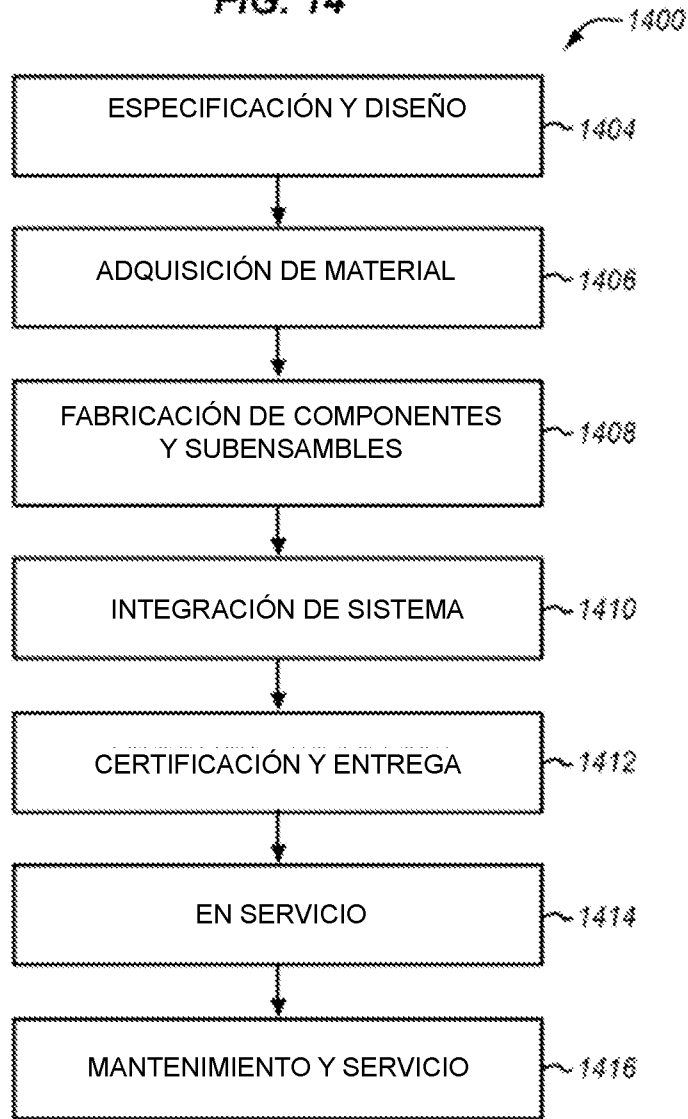 FIG. 14
1400
ESPECIFICACIÓN Y DISEÑO
1404
ADQUISICIÓN DE MATERIAL
1406
FABRICACIÓN DE COMPONENTES
Y SUBENSAMBLES
1408
INTEGRACIÓN DE SISTEMA
1410
CERTIFICACIÓN Y ENTREGA
1412
EN SERVICIO
1414
MANTENIMIENTO Y SERVICIO
1416